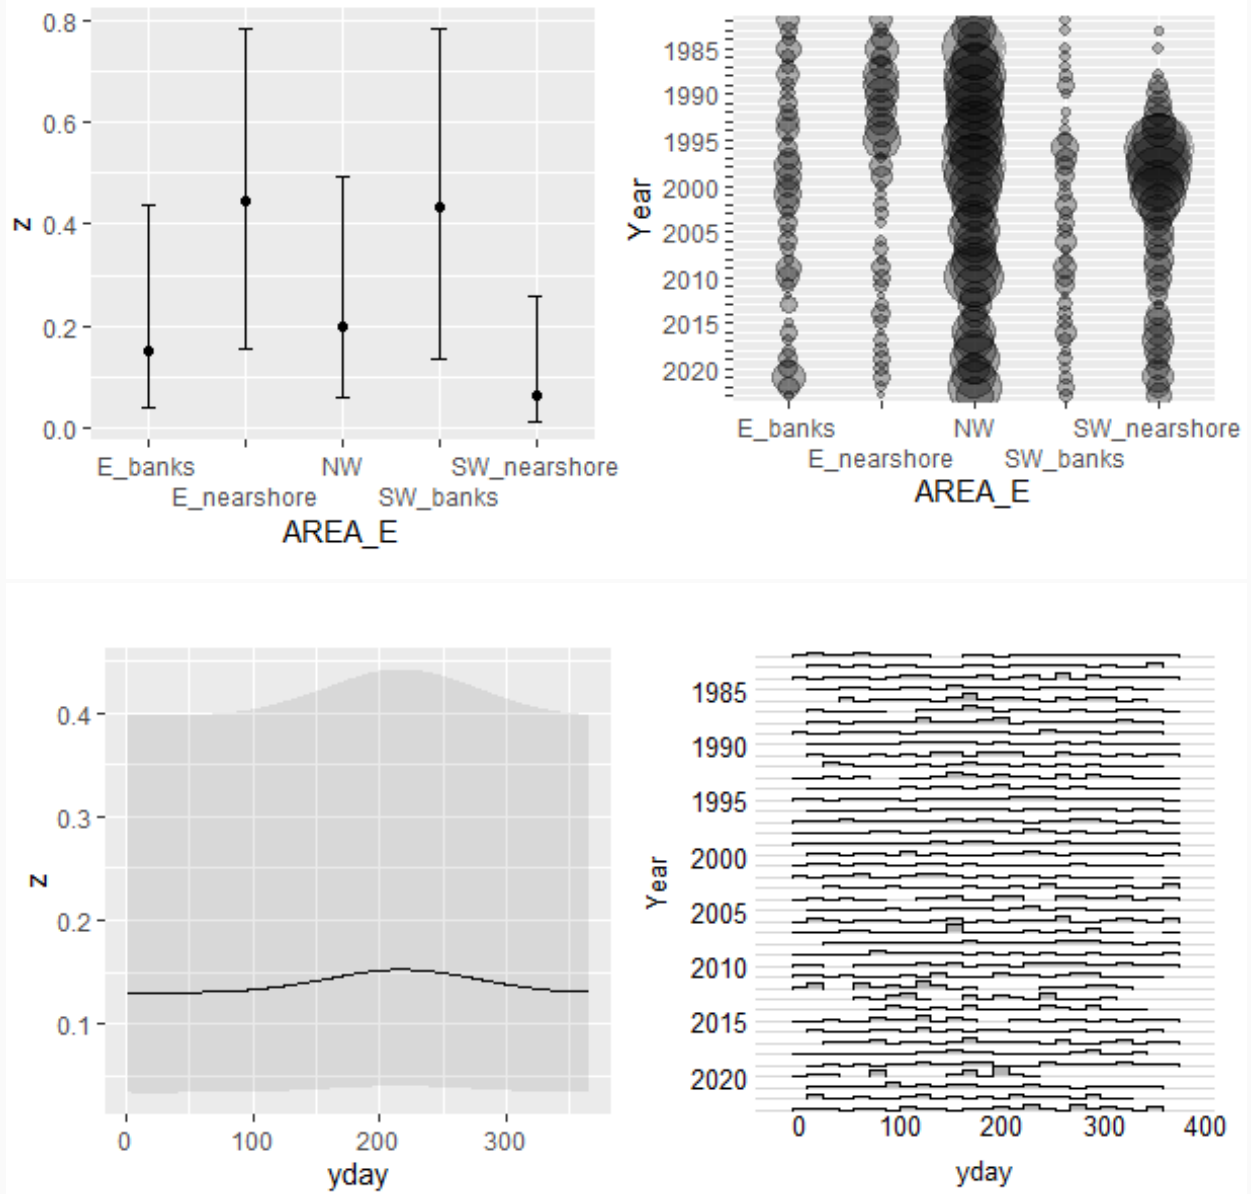 0.8
0.6
0.4
0.2
0.0
z
E_banks
NW
SW_nearshore
E_nearshore
SW_banks
AREA_E
1985
1990
1995
2000
2005
2010
2015
2020
Year
E_banks
NW
SW_nearshore
E_nearshore
SW_banks
AREA_E
0.4
0.3
0.2
0.1
z
0
100
200
300
yday
1985
1990
1995
2000
2005
2010
2015
2020
Year
0
100
200
300
400
yday